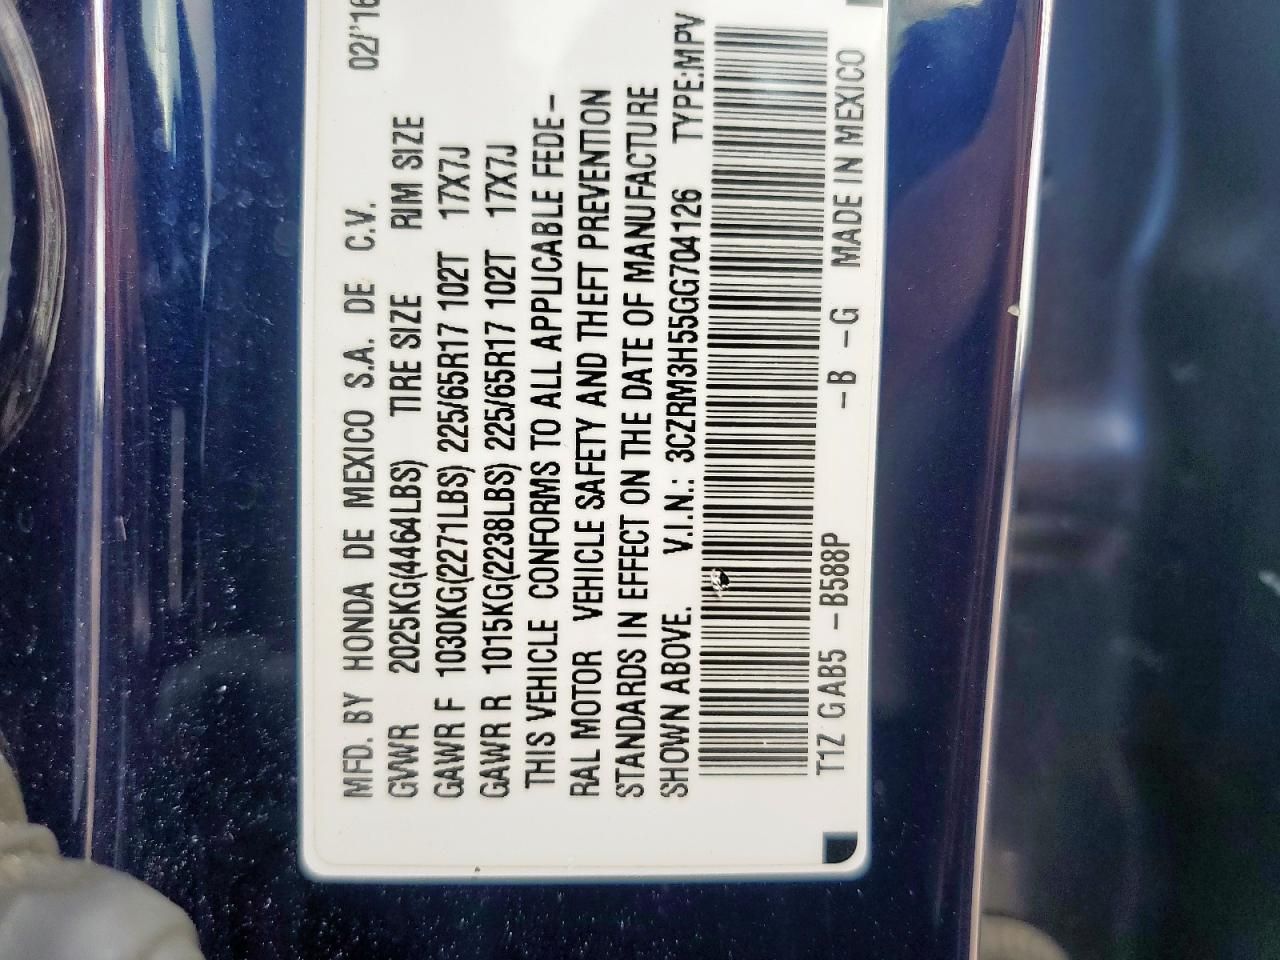 MFD. BY HONDA DE MEXICO S.A. DE C.V. 02/'16
GVWR 2025KG(4464LBS) TIRE SIZE RIM SIZE
GAWR F 1030KG(2271LBS) 225/65R17 102T 17X7J
GAWR R 1015KG(2238LBS) 225/65R17 102T 17X7J
THIS VEHICLE CONFORMS TO ALL APPLICABLE FEDE-
RAL MOTOR VEHICLE SAFETY AND THEFT PREVENTION
STANDARDS IN EFFECT ON THE DATE OF MANUFACTURE
SHOWN ABOVE. V.I.N.: 3CZRM3H55GG704126 TYPE:MPV
T1Z GAB5 -B588P -B -G MADE IN MEXICO